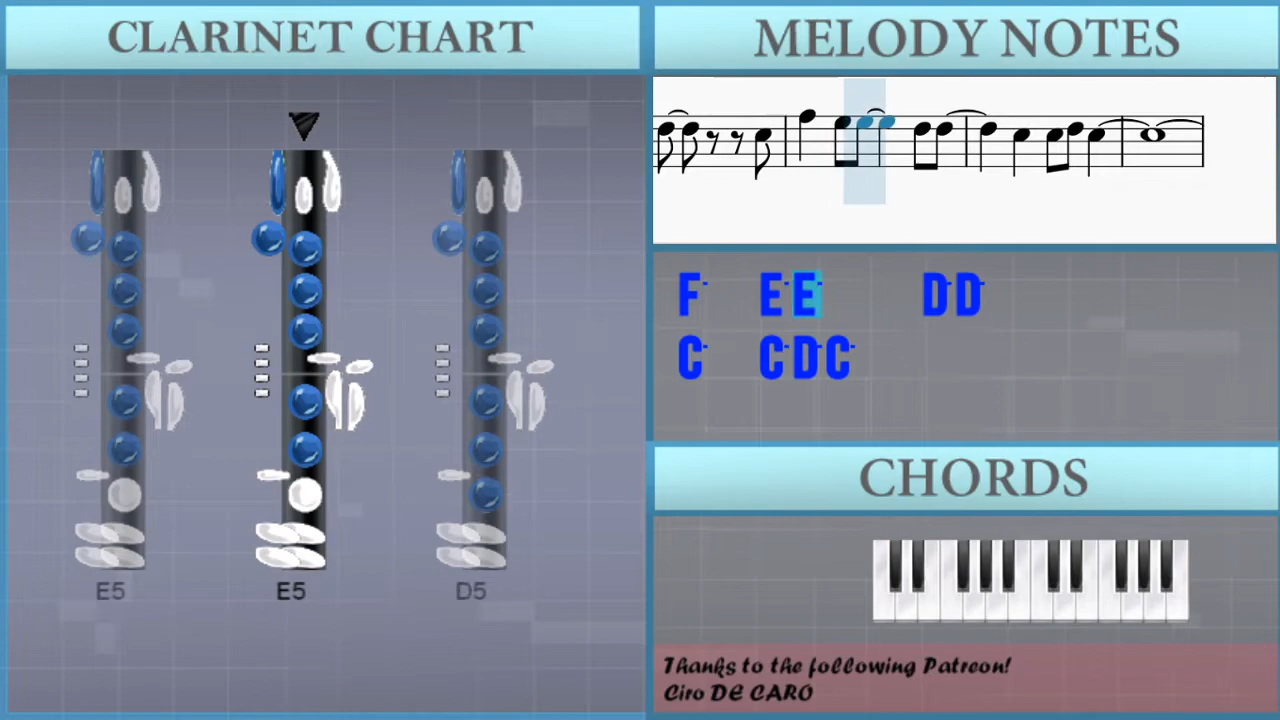 CLARINET CHART
E5 E5 D5
MELODY NOTES
F· E· E· D· D·
C· C· D· C·
CHORDS
Thanks to the following Patreon!
Ciro DE CARO